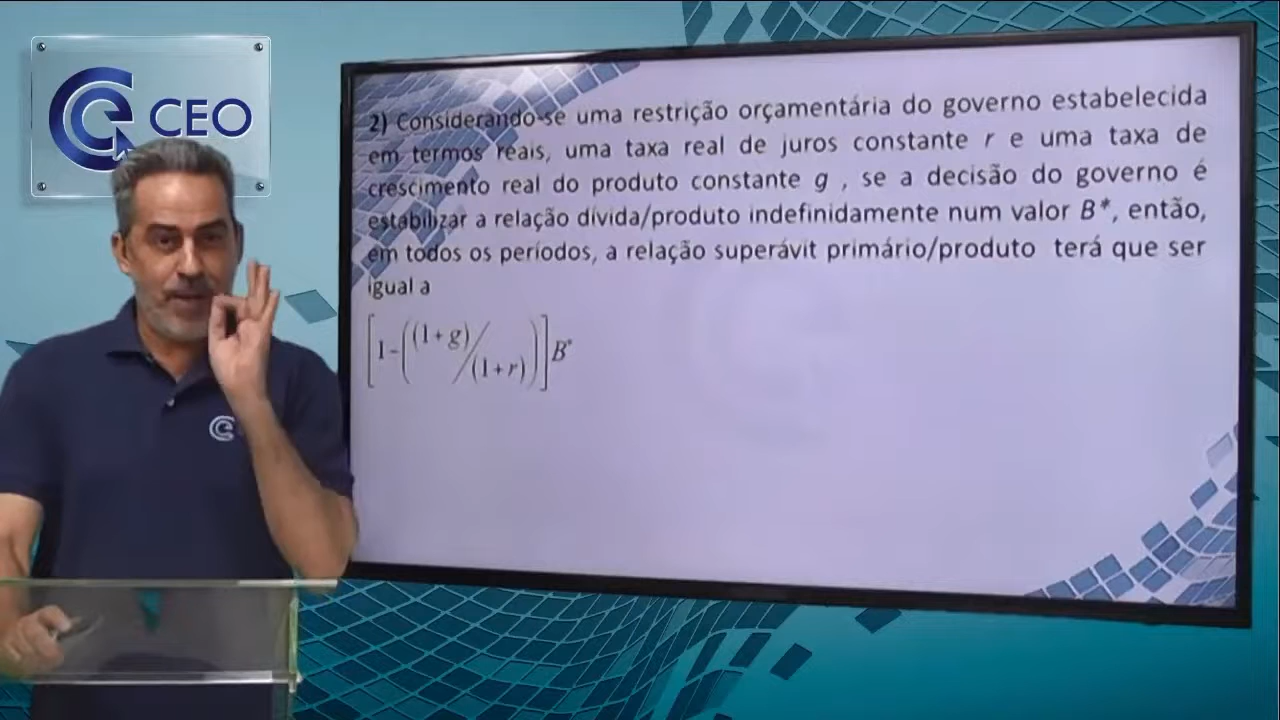 CEO
2) Considerando-se uma restrição orçamentária do governo estabelecida
em termos reais, uma taxa real de juros constante r e uma taxa de
crescimento real do produto constante g , se a decisão do governo é
estabilizar a relação dívida/produto indefinidamente num valor B*, então,
em todos os períodos, a relação superávit primário/produto terá que ser
igual a
[1-((1+g)/(1+r))]B*